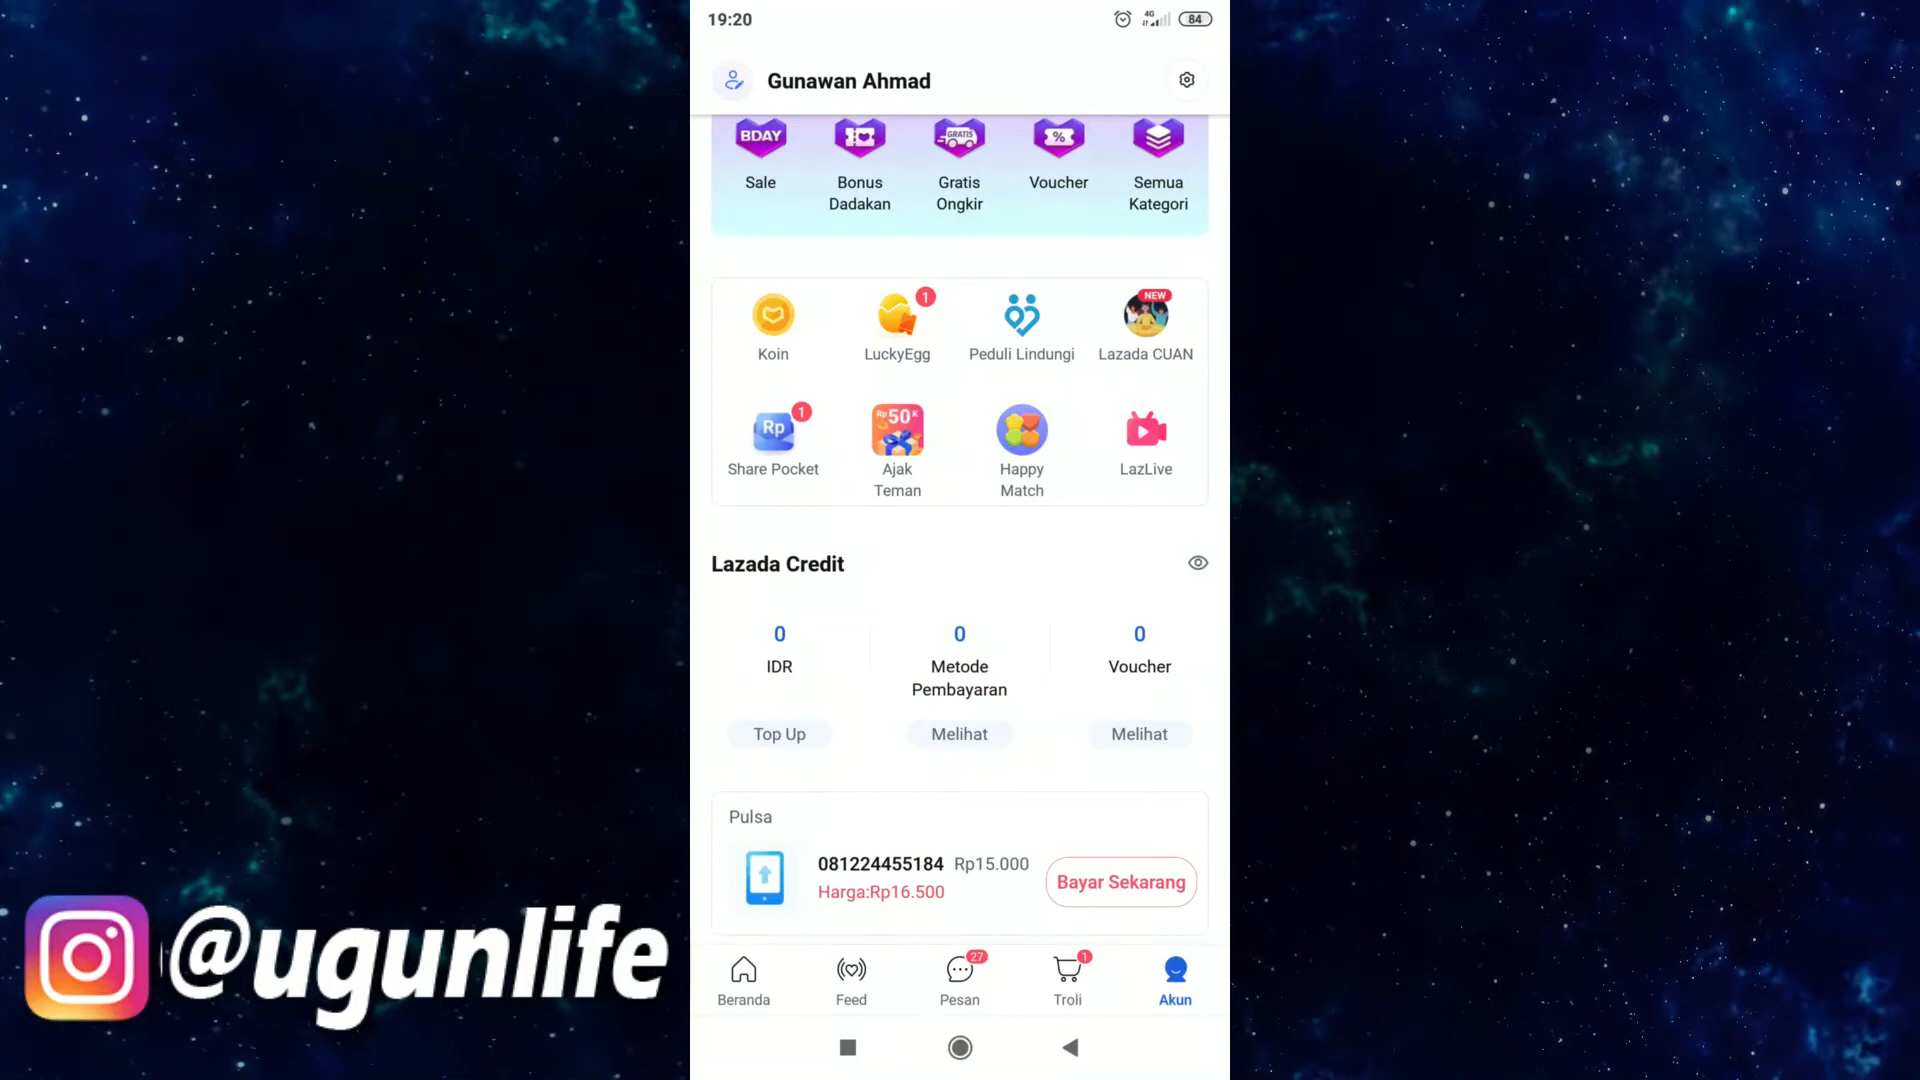 19:20
4G
84
Gunawan Ahmad
BDAY
GRATIS
%
Sale
Bonus
Dadakan
Gratis
Ongkir
Voucher
Semua
Kategori
1
NEW
Koin
LuckyEgg
Peduli Lindungi
Lazada CUAN
1
Rp
Rp50K
Share Pocket
Ajak
Teman
Happy
Match
LazLive
Lazada Credit
0
0
0
IDR
Metode
Pembayaran
Voucher
Top Up
Melihat
Melihat
Pulsa
081224455184 Rp15.000
Harga:Rp16.500
Bayar Sekarang
27
1
Beranda
Feed
Pesan
Troli
Akun
@ugunlife